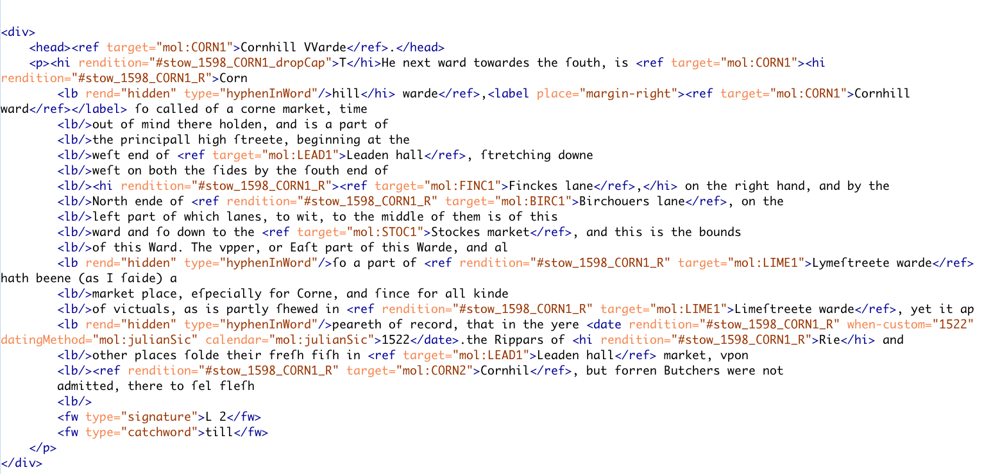 <div>
<head><ref target="mol:CORN1">Cornhill VVarde</ref>.</head>
<p><hi rendition="#stow_1598_CORN1_dropCap">T</hi>He next ward towardes the ſouth, is <ref target="mol:CORN1"><hi
rendition="#stow_1598_CORN1_R">Corn
<lb rend="hidden" type="hyphenInWord"/>hill</hi> warde</ref>,<label place="margin-right"><ref target="mol:CORN1">Cornhill
ward</ref></label> ſo called of a corne market, time
<lb/>out of mind there holden, and is a part of
<lb/>the principall high ſtreete, beginning at the
<lb/>weſt end of <ref target="mol:LEAD1">Leaden hall</ref>, ſtretching downe
<lb/>weſt on both the ſides by the ſouth end of
<lb/><hi rendition="#stow_1598_CORN1_R"><ref target="mol:FINC1">Finckes lane</ref>,</hi> on the right hand, and by the
<lb/>North ende of <ref rendition="#stow_1598_CORN1_R" target="mol:BIRC1">Birchouers lane</ref>, on the
<lb/>left part of which lanes, to wit, to the middle of them is of this
<lb/>ward and ſo down to the <ref target="mol:STOC1">Stockes market</ref>, and this is the bounds
<lb/>of this Ward. The vpper, or Eaſt part of this Warde, and al
<lb rend="hidden" type="hyphenInWord"/>ſo a part of <ref rendition="#stow_1598_CORN1_R" target="mol:LIME1">Lymeſtreete warde</ref>
hath beene (as I ſaide) a
<lb/>market place, eſpecially for Corne, and ſince for all kinde
<lb/>of victuals, as is partly ſhewed in <ref rendition="#stow_1598_CORN1_R" target="mol:LIME1">Limeſtreete warde</ref>, yet it ap
<lb rend="hidden" type="hyphenInWord"/>peareth of record, that in the yere <date rendition="#stow_1598_CORN1_R" when-custom="1522"
datingMethod="mol:julianSic" calendar="mol:julianSic">1522</date>.the Rippars of <hi rendition="#stow_1598_CORN1_R">Rie</hi> and
<lb/>other places ſolde their freſh fiſh in <ref target="mol:LEAD1">Leaden hall</ref> market, vpon
<lb/><ref rendition="#stow_1598_CORN1_R" target="mol:CORN2">Cornhil</ref>, but forren Butchers were not
admitted, there to ſel fleſh
<lb/>
<fw type="signature">L 2</fw>
<fw type="catchword">till</fw>
</p>
</div>